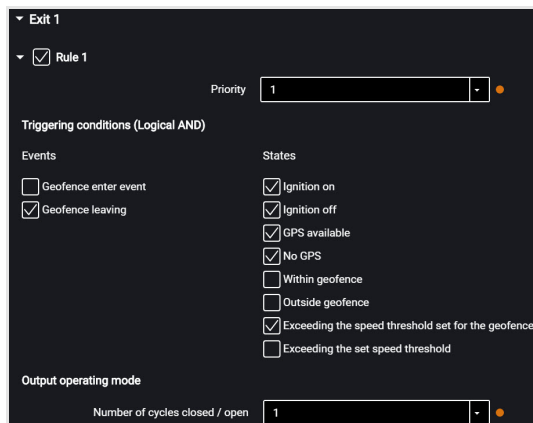 Exit 1
Rule 1
Priority 1
Triggering conditions (Logical AND)
Events States
Geofence enter event Ignition on
Geofence leaving Ignition off
GPS available
No GPS
Within geofence
Outside geofence
Exceeding the speed threshold set for the geofence
Exceeding the set speed threshold
Output operating mode
Number of cycles closed / open 1